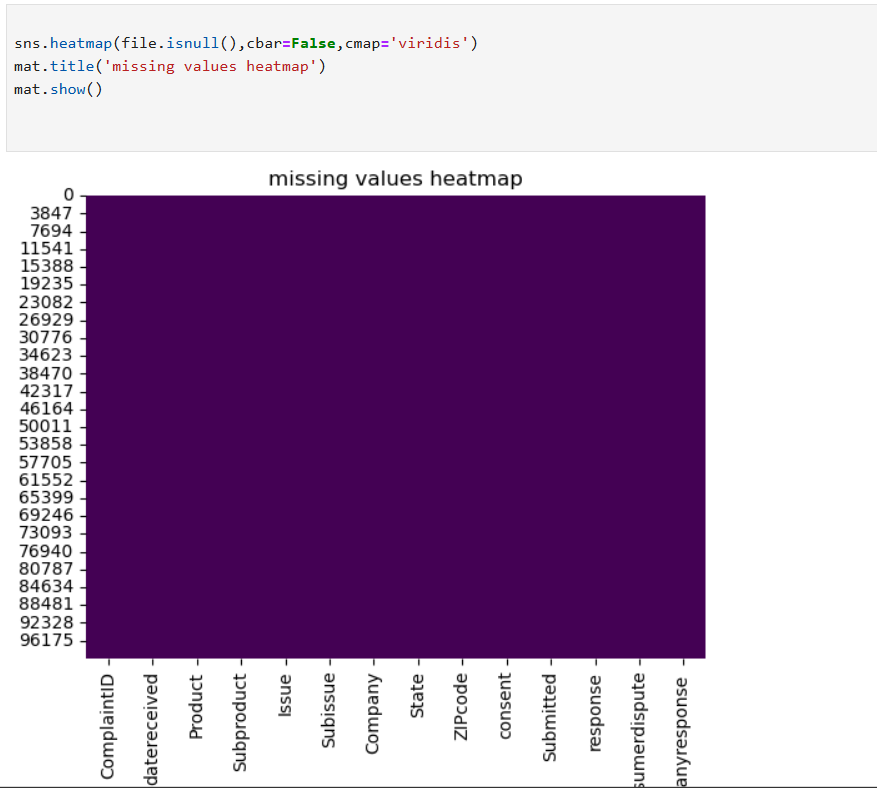 sns.heatmap(file.isnull(),cbar=False,cmap='viridis')
mat.title('missing values heatmap')
mat.show()
missing values heatmap
0
3847
7694
11541
15388
19235
23082
26929
30776
34623
38470
42317
46164
50011
53858
57705
61552
65399
69246
73093
76940
80787
84634
88481
92328
96175
ComplaintID
datereceived
Product
Subproduct
Issue
Subissue
Company
State
ZIPcode
consent
Submitted
response
sumerdispute
anyresponse